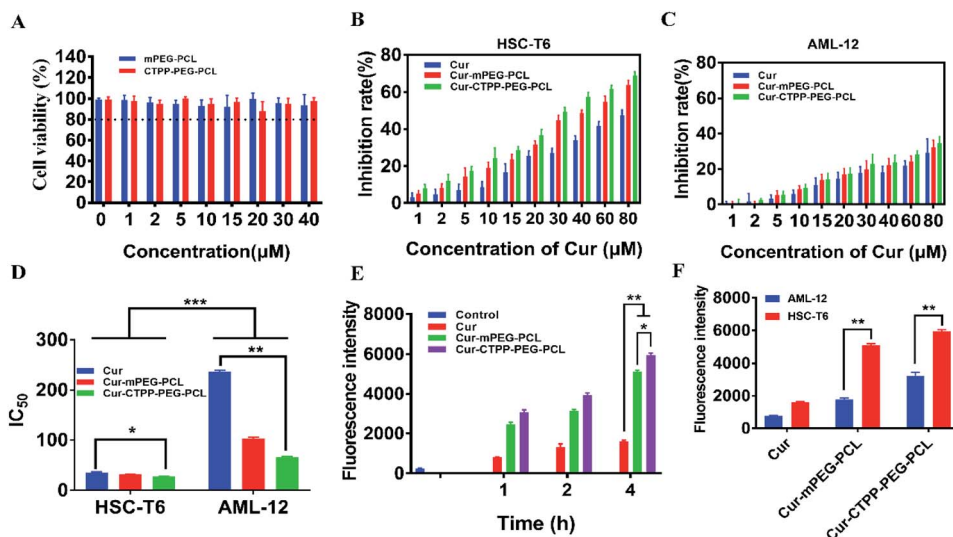 A
mPEG-PCL
CTPP-PEG-PCL
Cell viability (%)
140
120
100
80
60
40
20
0
0 1 2 5 10 15 20 30 40
Concentration(μM)
B
HSC-T6
Cur
Cur-mPEG-PCL
Cur-CTPP-PEG-PCL
Inhibition rate(%)
80
60
40
20
0
1 2 5 10 15 20 30 40 60 80
Concentration of Cur (μM)
C
AML-12
Cur
Cur-mPEG-PCL
Cur-CTPP-PEG-PCL
Inhibition rate(%)
80
60
40
20
0
1 2 5 10 15 20 30 40 60 80
Concentration of Cur (μM)
D
***
**
*
Cur
Cur-mPEG-PCL
Cur-CTPP-PEG-PCL
IC50
300
200
100
0
HSC-T6 AML-12
E
Control
Cur
Cur-mPEG-PCL
Cur-CTPP-PEG-PCL
**
*
Fluorescence intensity
10000
8000
6000
4000
2000
0
1 2 4
Time (h)
F
AML-12
HSC-T6
**
**
Fluorescence intensity
8000
6000
4000
2000
0
Cur
Cur-mPEG-PCL
Cur-CTPP-PEG-PCL